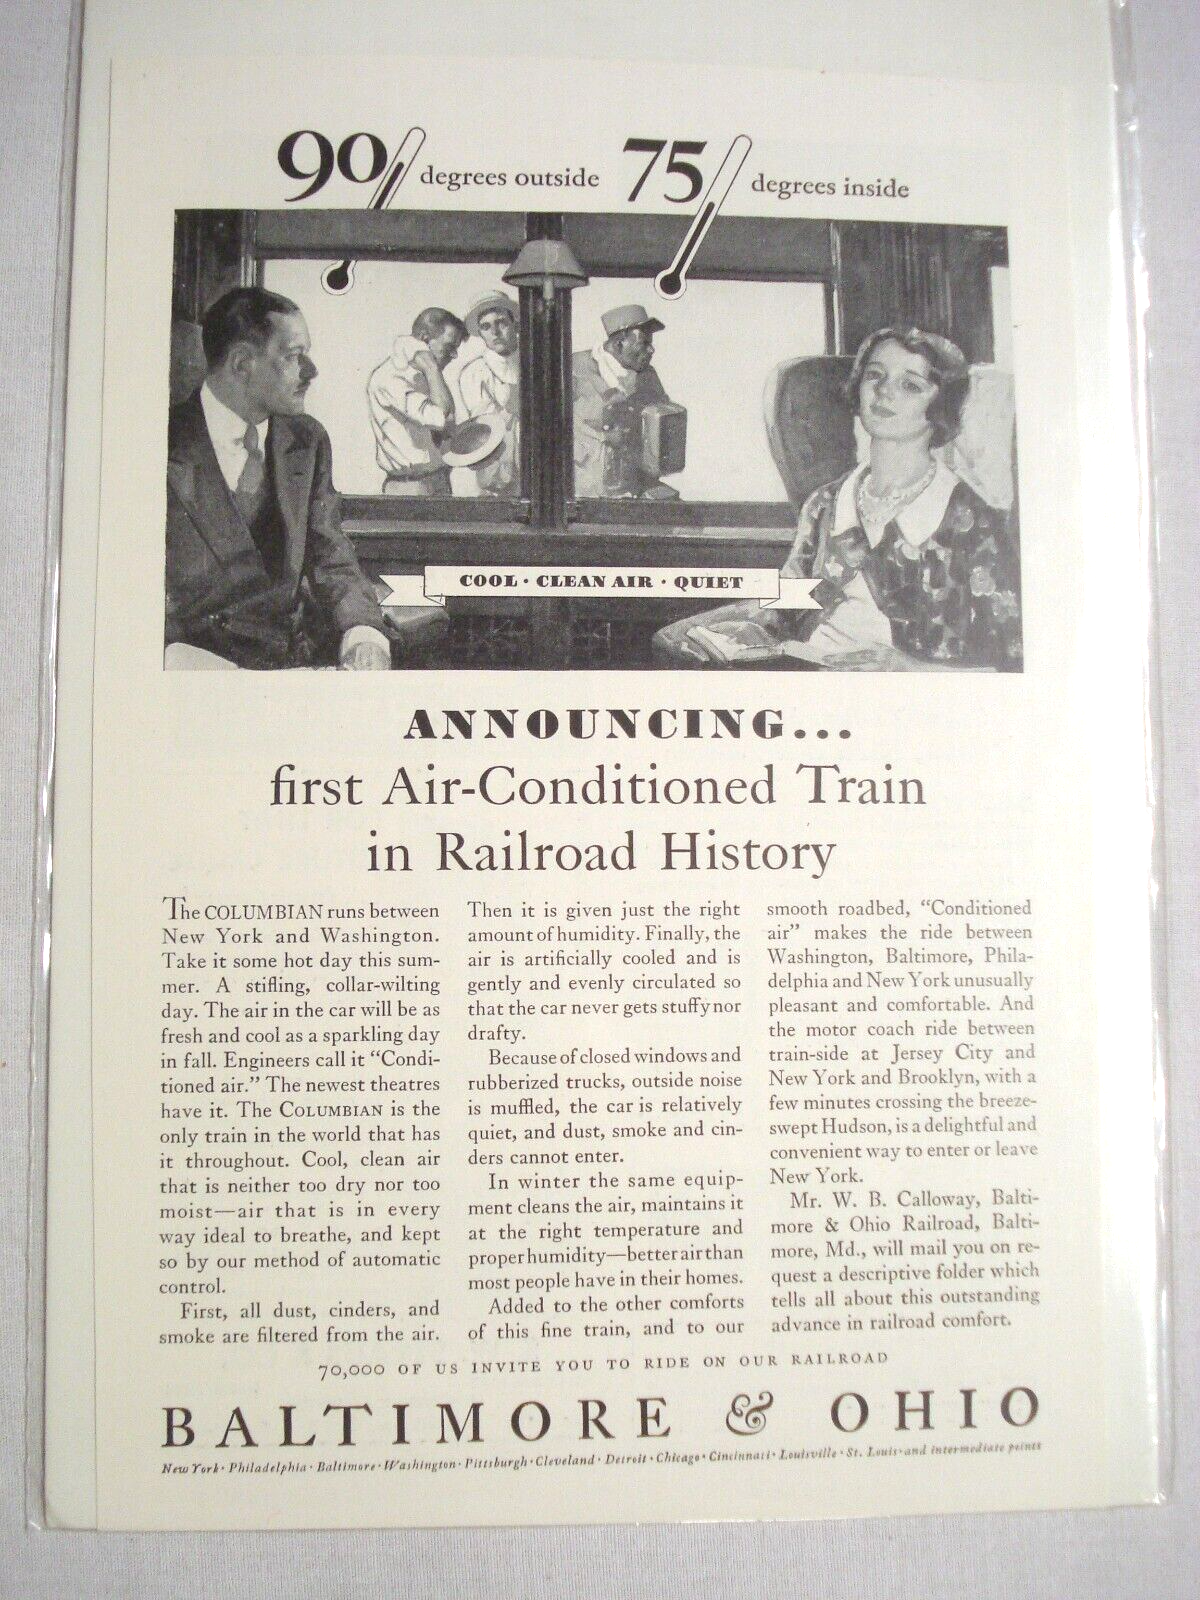 90 degrees outside 75 degrees inside
COOL · CLEAN AIR · QUIET
ANNOUNCING...
first Air-Conditioned Train
in Railroad History
The COLUMBIAN runs between
New York and Washington.
Take it some hot day this sum-
mer. A stifling, collar-wilting
day. The air in the car will be as
fresh and cool as a sparkling day
in fall. Engineers call it “Condi-
tioned air.” The newest theatres
have it. The COLUMBIAN is the
only train in the world that has
it throughout. Cool, clean air
that is neither too dry nor too
moist—air that is in every
way ideal to breathe, and kept
so by our method of automatic
control.
First, all dust, cinders, and
smoke are filtered from the air.
Then it is given just the right
amount of humidity. Finally, the
air is artificially cooled and is
gently and evenly circulated so
that the car never gets stuffy nor
drafty.
Because of closed windows and
rubberized trucks, outside noise
is muffled, the car is relatively
quiet, and dust, smoke and cin-
ders cannot enter.
In winter the same equip-
ment cleans the air, maintains it
at the right temperature and
proper humidity—better air than
most people have in their homes.
Added to the other comforts
of this fine train, and to our
smooth roadbed, “Conditioned
air” makes the ride between
Washington, Baltimore, Phila-
delphia and New York unusually
pleasant and comfortable. And
the motor coach ride between
train-side at Jersey City and
New York and Brooklyn, with a
few minutes crossing the breeze-
swept Hudson, is a delightful and
convenient way to enter or leave
New York.
Mr. W. B. Calloway, Balti-
more & Ohio Railroad, Balti-
more, Md., will mail you on re-
quest a descriptive folder which
tells all about this outstanding
advance in railroad comfort.
70,000 OF US INVITE YOU TO RIDE ON OUR RAILROAD
BALTIMORE & OHIO
New York · Philadelphia · Baltimore · Washington · Pittsburgh · Cleveland · Detroit · Chicago · Cincinnati · Louisville · St. Louis · and intermediate points